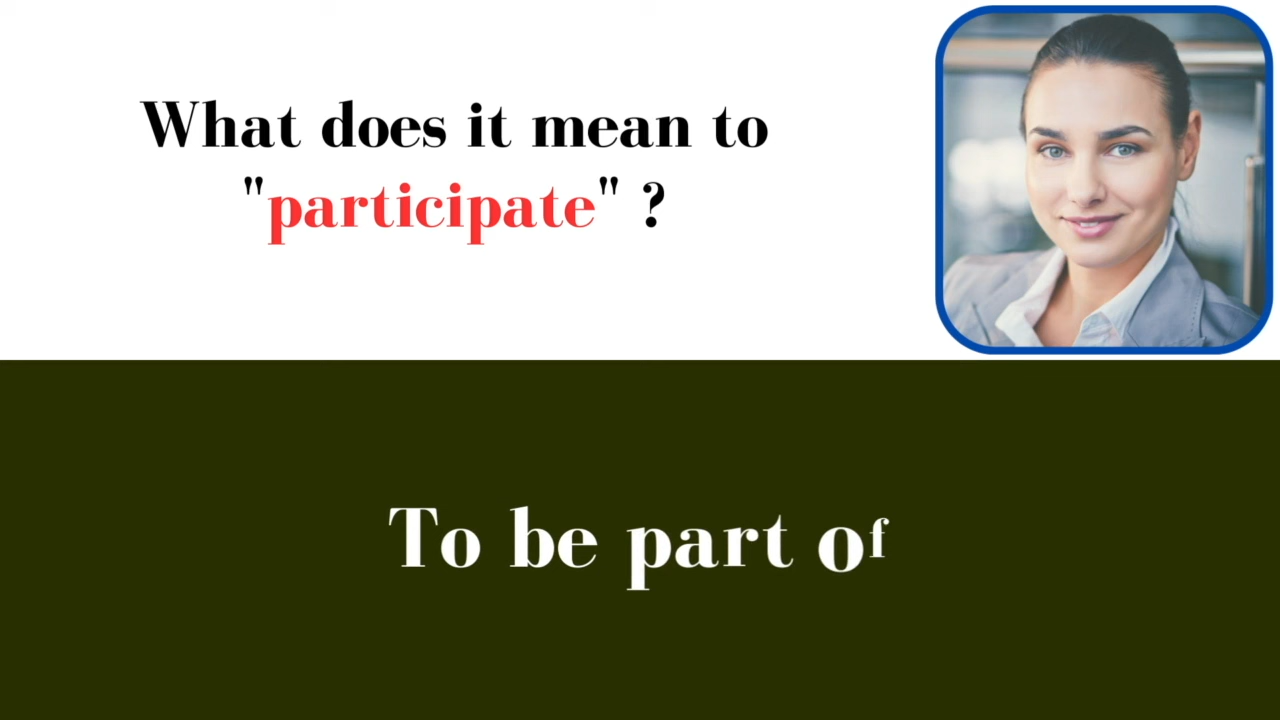 What does it mean to
"participate" ?
To be part of